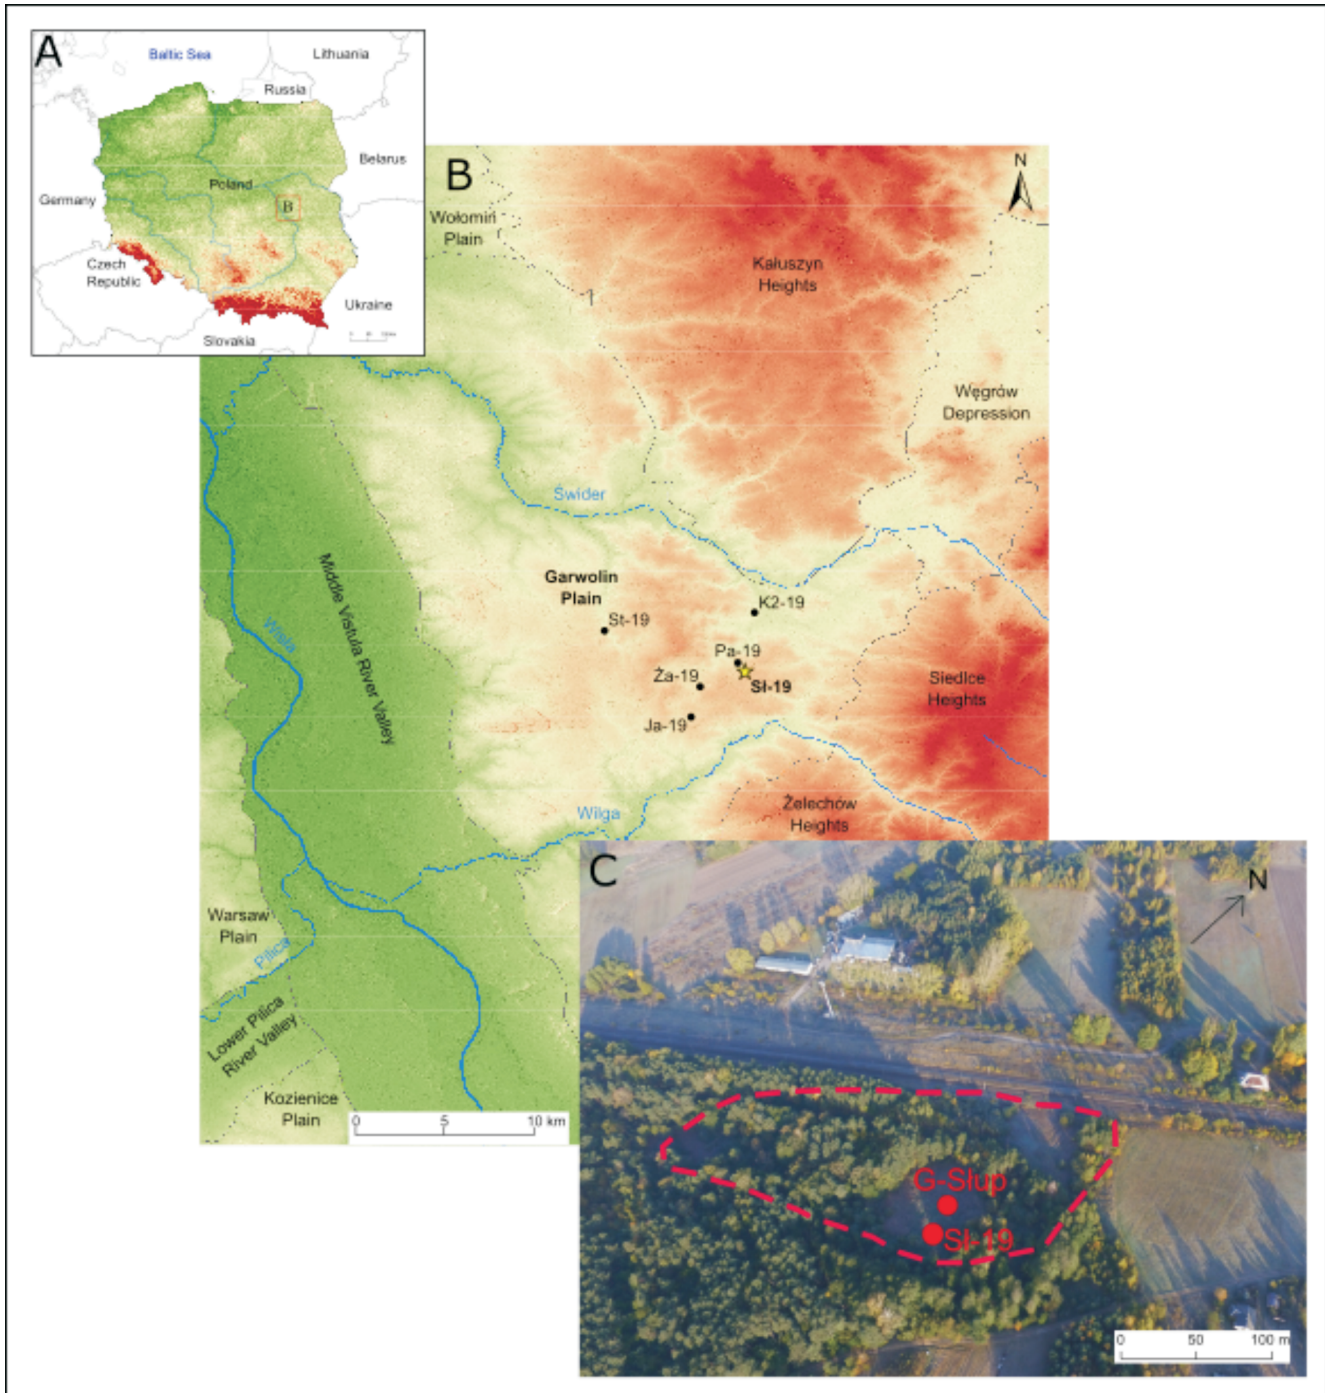 A
Baltic Sea
Lithuania
Russia
Belarus
Poland
Germany
B
Czech
Republic
Ukraine
Slovakia
B
N
Wołomin
Plain
Kałuszyn
Heights
Węgrów
Depression
Świder
Garwolin
Plain
St-19
K2-19
Pa-19
Ża-19
Sł-19
Ja-19
Siedlce
Heights
Middle Vistula River Valley
Wisła
Wilga
Żelechów
Heights
Warsaw
Plain
Pilica
Lower Pilica
River Valley
Kozienice
Plain
0 5 10 km
C
N
G-Słup
Sł-19
0 50 100 m